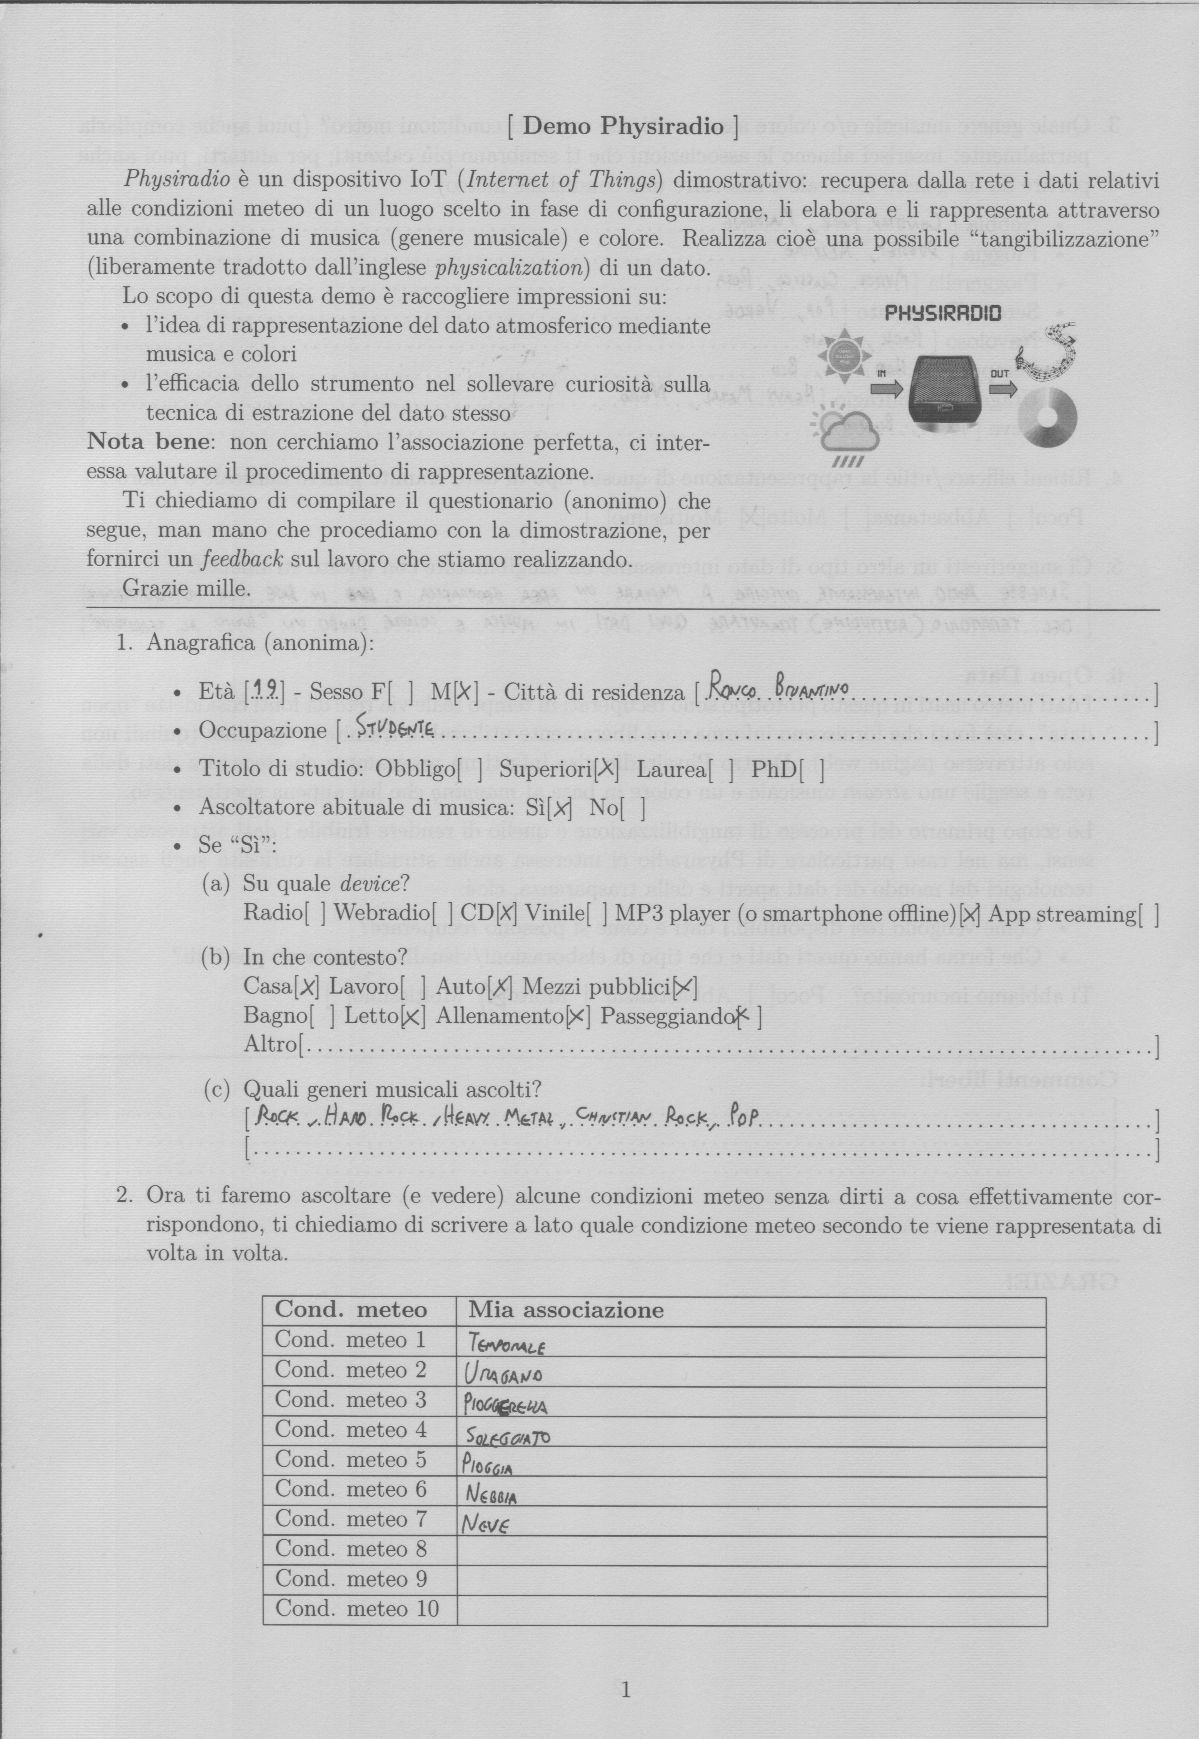 [ Demo Physiradio ]
Physiradio è un dispositivo IoT (Internet of Things) dimostrativo: recupera dalla rete i dati relativi
alle condizioni meteo di un luogo scelto in fase di configurazione, li elabora e li rappresenta attraverso
una combinazione di musica (genere musicale) e colore. Realizza cioè una possibile “tangibilizzazione”
(liberamente tradotto dall’inglese physicalization) di un dato.
Lo scopo di questa demo è raccogliere impressioni su:
• l’idea di rappresentazione del dato atmosferico mediante
musica e colori
• l’efficacia dello strumento nel sollevare curiosità sulla
tecnica di estrazione del dato stesso
Nota bene: non cerchiamo l’associazione perfetta, ci inter-
essa valutare il procedimento di rappresentazione.
Ti chiediamo di compilare il questionario (anonimo) che
segue, man mano che procediamo con la dimostrazione, per
fornirci un feedback sul lavoro che stiamo realizzando.
Grazie mille.
PHYSIRADIO
IN OUT
1. Anagrafica (anonima):
• Età [.19.] - Sesso F[ ] M[X] - Città di residenza [ Ronco Briantino ]
• Occupazione [ Studente ]
• Titolo di studio: Obbligo[ ] Superiori[X] Laurea[ ] PhD[ ]
• Ascoltatore abituale di musica: Sì[X] No[ ]
• Se “Sì”:
(a) Su quale device?
Radio[ ] Webradio[ ] CD[X] Vinile[ ] MP3 player (o smartphone offline)[X] App streaming[ ]
(b) In che contesto?
Casa[X] Lavoro[ ] Auto[X] Mezzi pubblici[X]
Bagno[ ] Letto[X] Allenamento[X] Passeggiando[X ]
Altro[ ]
(c) Quali generi musicali ascolti?
[ Rock, Hard Rock, Heavy Metal, Christian Rock, Pop ]
[ ]
2. Ora ti faremo ascoltare (e vedere) alcune condizioni meteo senza dirti a cosa effettivamente cor-
rispondono, ti chiediamo di scrivere a lato quale condizione meteo secondo te viene rappresentata di
volta in volta.
Cond. meteo Mia associazione
Cond. meteo 1 Temporale
Cond. meteo 2 Uragano
Cond. meteo 3 Pioggerella
Cond. meteo 4 Soleggiato
Cond. meteo 5 Pioggia
Cond. meteo 6 Nebbia
Cond. meteo 7 Neve
Cond. meteo 8
Cond. meteo 9
Cond. meteo 10
1